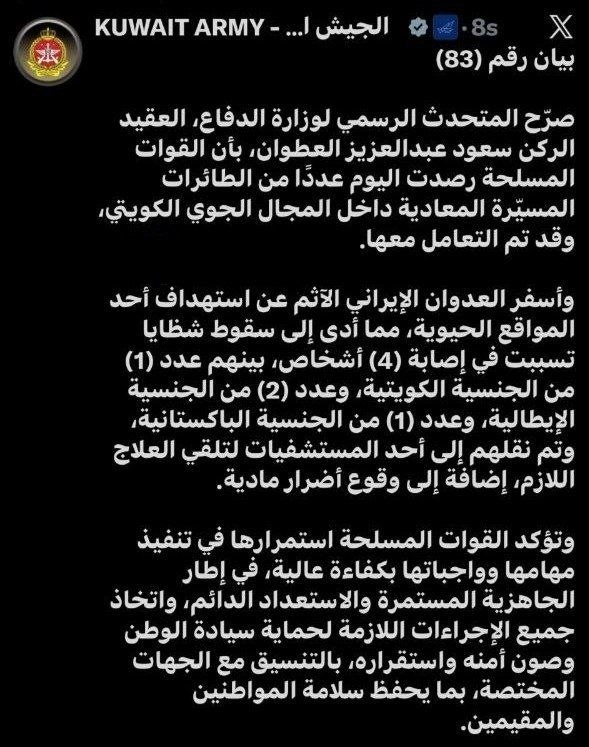 KUWAIT ARMY - الجيش ا... · 8s
بيان رقم (83)
صرّح المتحدث الرسمي لوزارة الدفاع، العقيد
الركن سعود عبدالعزيز العطوان، بأن القوات
المسلحة رصدت اليوم عددًا من الطائرات
المسيّرة المعادية داخل المجال الجوي الكويتي،
وقد تم التعامل معها.
وأسفر العدوان الإيراني الآثم عن استهداف أحد
المواقع الحيوية، مما أدى إلى سقوط شظايا
تسببت في إصابة (4) أشخاص، بينهم عدد (1)
من الجنسية الكويتية، وعدد (2) من الجنسية
الإيطالية، وعدد (1) من الجنسية الباكستانية،
وتم نقلهم إلى أحد المستشفيات لتلقي العلاج
اللازم، إضافة إلى وقوع أضرار مادية.
وتؤكد القوات المسلحة استمرارها في تنفيذ
مهامها وواجباتها بكفاءة عالية، في إطار
الجاهزية المستمرة والاستعداد الدائم، واتخاذ
جميع الإجراءات اللازمة لحماية سيادة الوطن
وصون أمنه واستقراره، بالتنسيق مع الجهات
المختصة، بما يحفظ سلامة المواطنين
والمقيمين.